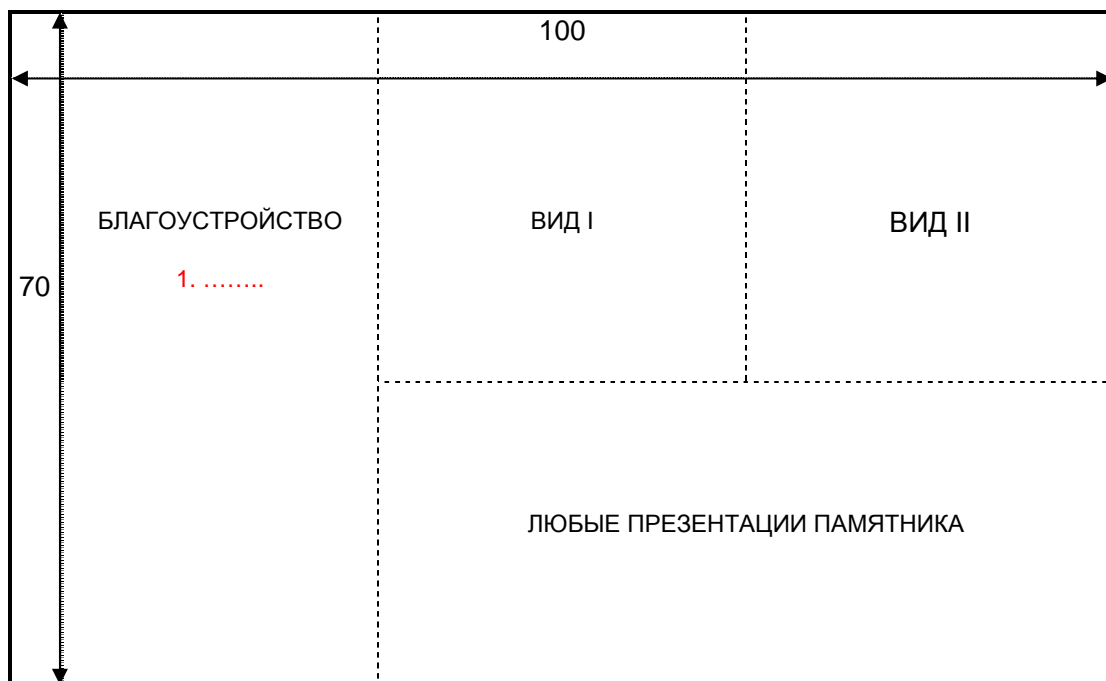 100
БЛАГОУСТРОЙСТВО
ВИД I
ВИД II
1. ……..
70
ЛЮБЫЕ ПРЕЗЕНТАЦИИ ПАМЯТНИКА